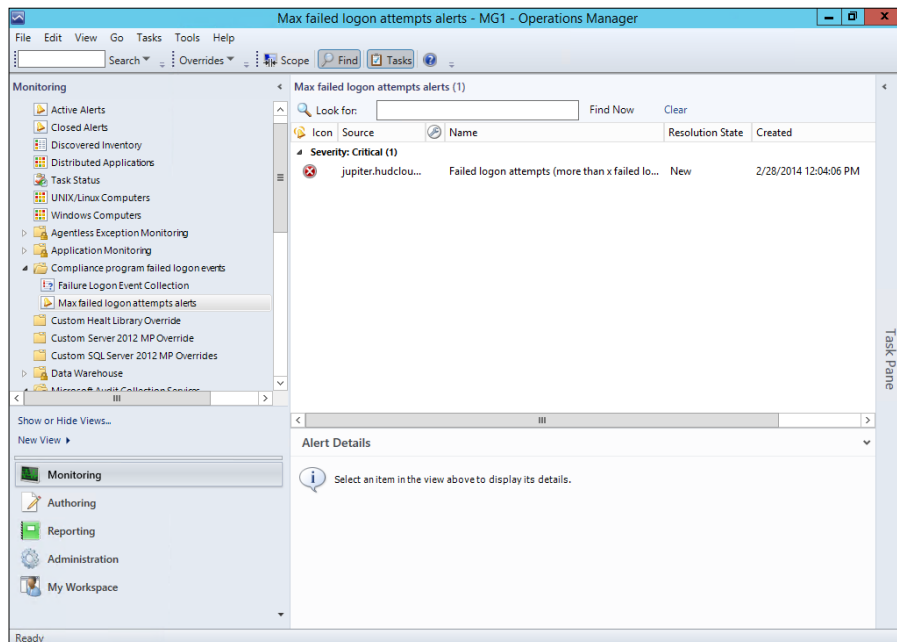 Max failed logon attempts alerts - MG1 - Operations Manager
File Edit View Go Tasks Tools Help
Search Overrides Scope Find Tasks
Monitoring
Active Alerts
Closed Alerts
Discovered Inventory
Distributed Applications
Task Status
UNIX/Linux Computers
Windows Computers
Agentless Exception Monitoring
Application Monitoring
Compliance program failed logon events
Failure Logon Event Collection
Max failed logon attempts alerts
Custom Healt Library Override
Custom Server 2012 MP Override
Custom SQL Server 2012 MP Overrides
Data Warehouse
Microsoft Audit Collection Services
Show or Hide Views...
New View
Monitoring
Authoring
Reporting
Administration
My Workspace
Max failed logon attempts alerts (1)
Look for: Find Now Clear
Icon Source Name Resolution State Created
Severity: Critical (1)
jupiter.hudclou... Failed logon attempts (more than x failed lo... New 2/28/2014 12:04:06 PM
Alert Details
Select an item in the view above to display its details.
Task Pane
Ready